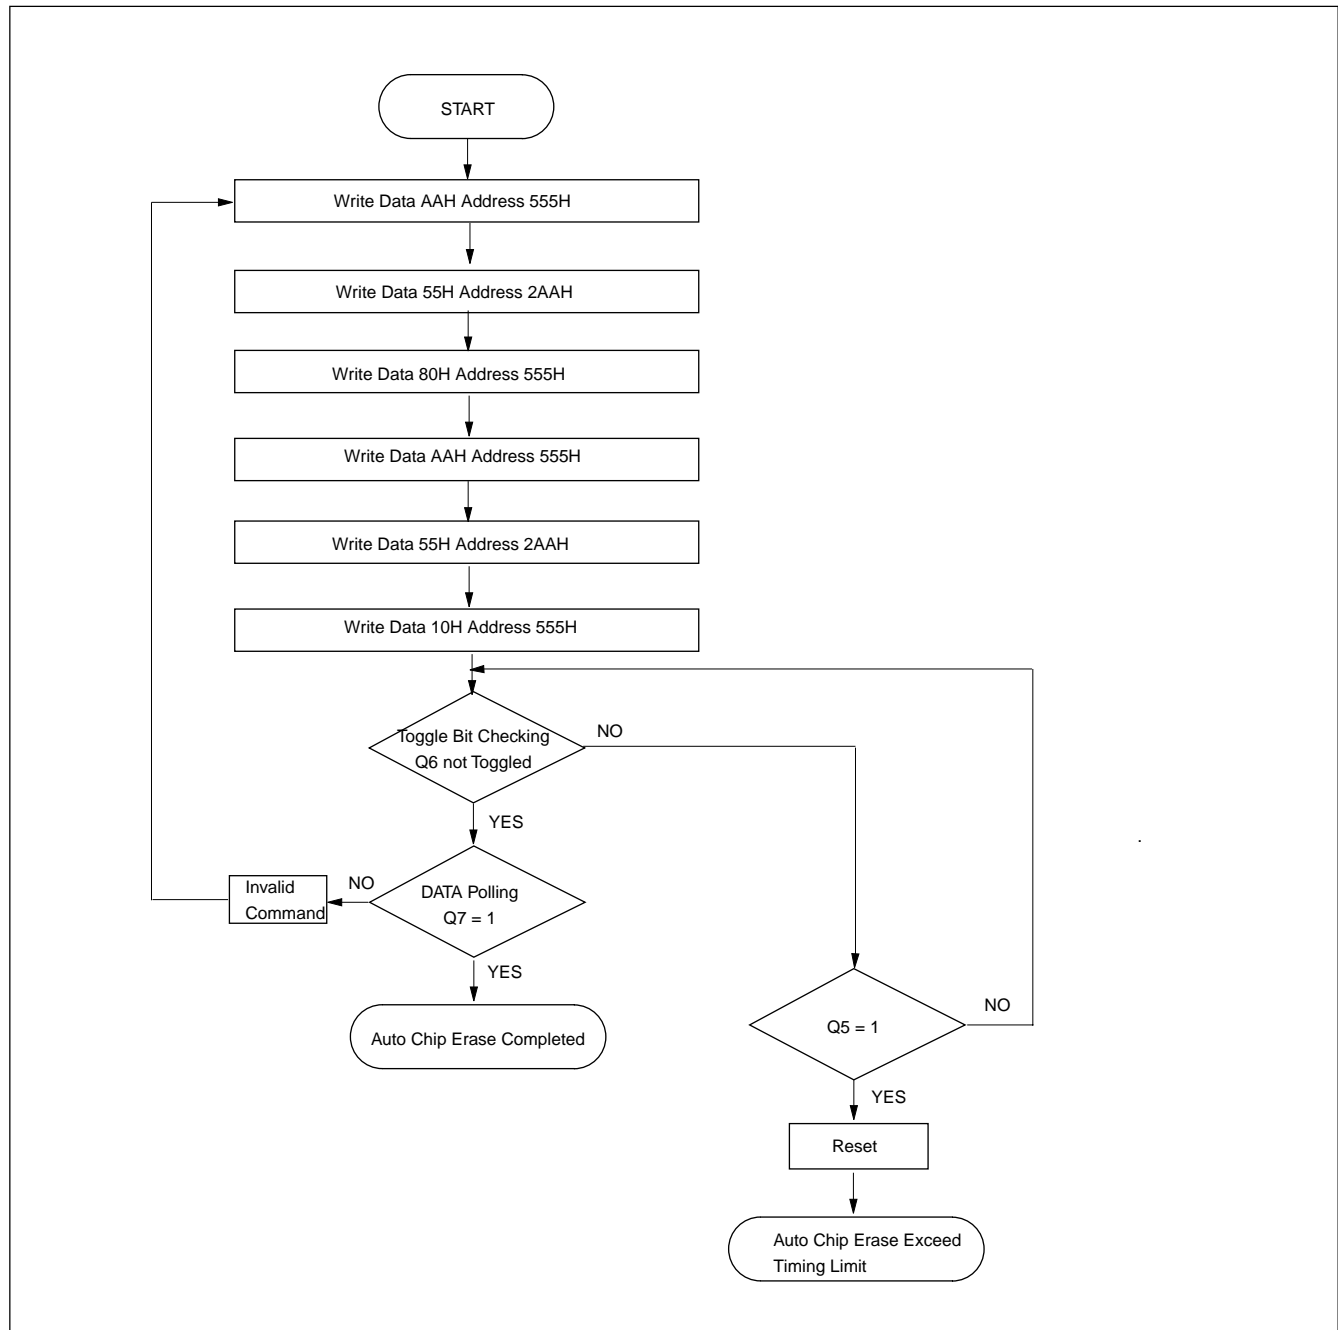 START
Write Data AAH Address 555H
Write Data 55H Address 2AAH
Write Data 80H Address 555H
Write Data AAH Address 555H
Write Data 55H Address 2AAH
Write Data 10H Address 555H
Toggle Bit Checking
Q6 not Toggled
NO
YES
Invalid
Command
NO
DATA Polling
Q7 = 1
YES
Auto Chip Erase Completed
Q5 = 1
NO
YES
Reset
Auto Chip Erase Exceed
Timing Limit